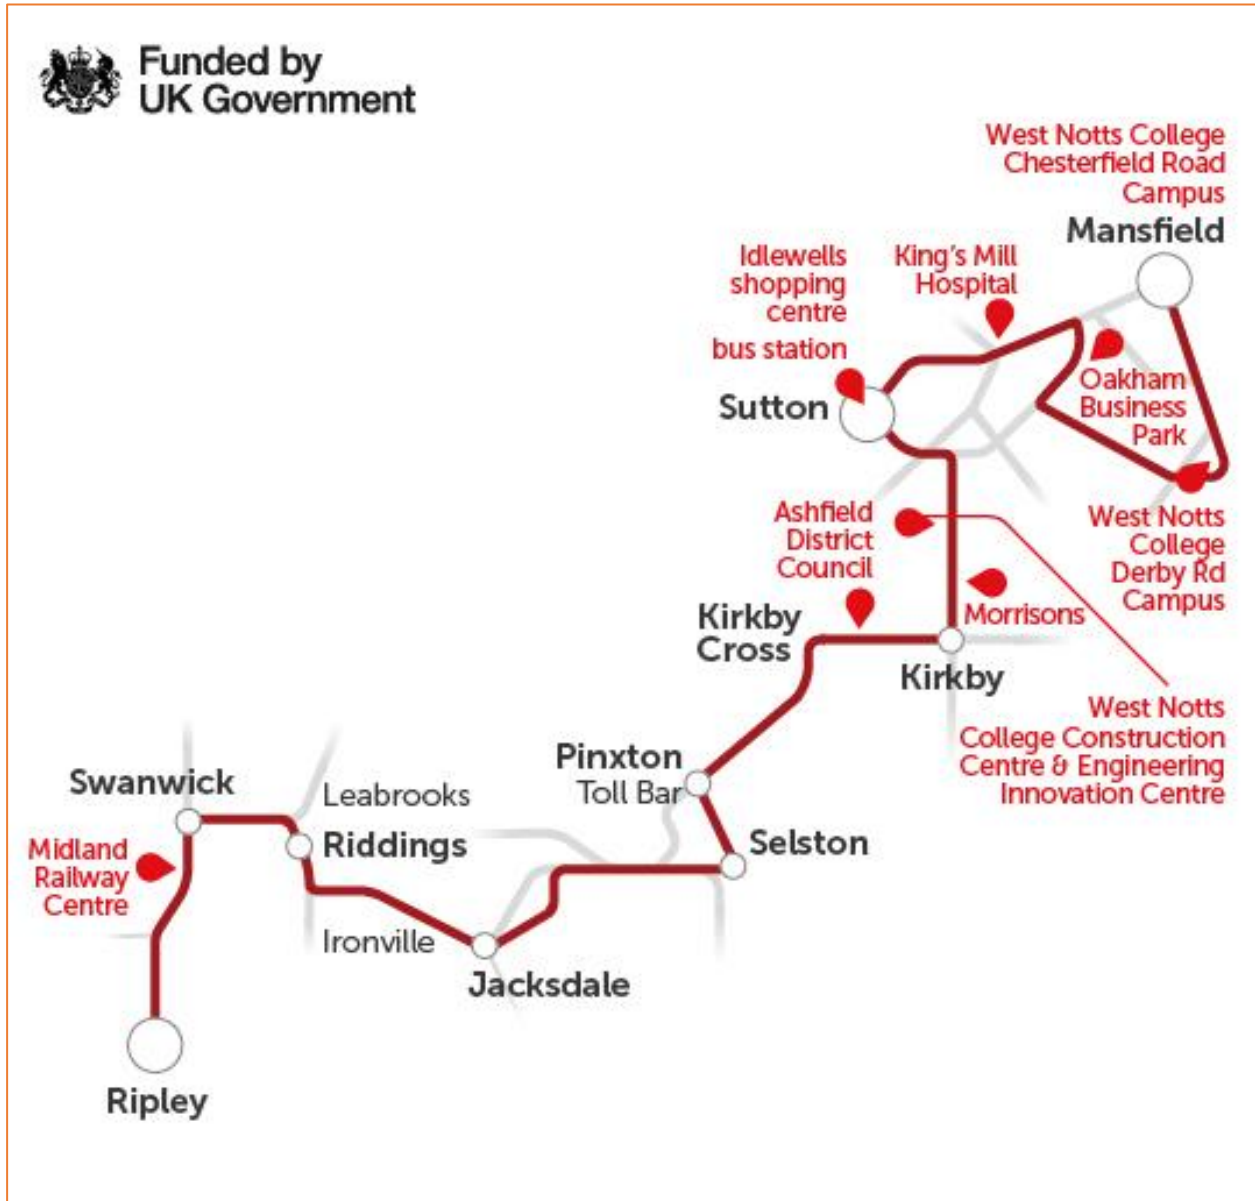 Funded by
UK Government
West Notts College
Chesterfield Road
Campus
Mansfield
Idlewells
shopping
centre
bus station
King's Mill
Hospital
Sutton
Oakham
Business
Park
Ashfield
District
Council
West Notts
College
Derby Rd
Campus
Morrisons
Kirkby
Cross
Kirkby
West Notts
College Construction
Centre & Engineering
Innovation Centre
Pinxton
Toll Bar
Selston
Swanwick
Leabrooks
Riddings
Midland
Railway
Centre
Ironville
Jacksdale
Ripley